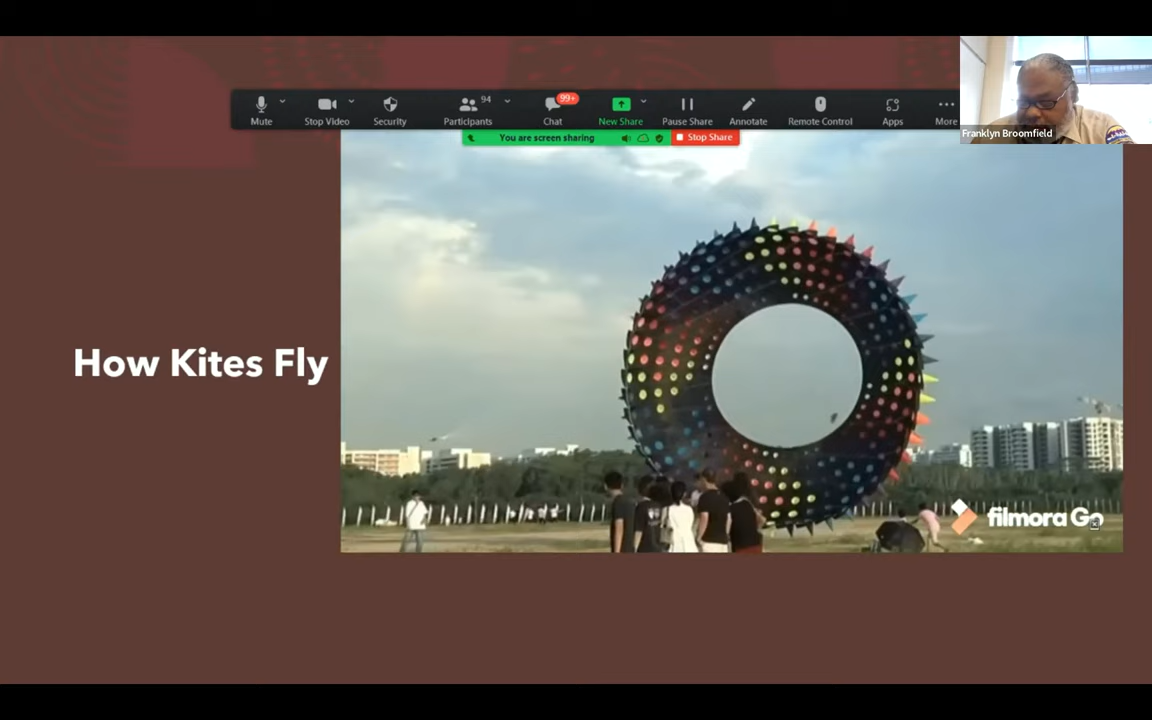 Mute
Stop Video
Security
94
Participants
99+
Chat
New Share
Pause Share
Annotate
Remote Control
Apps
More
You are screen sharing
Stop Share
Franklyn Broomfield
How Kites Fly
filmora Go